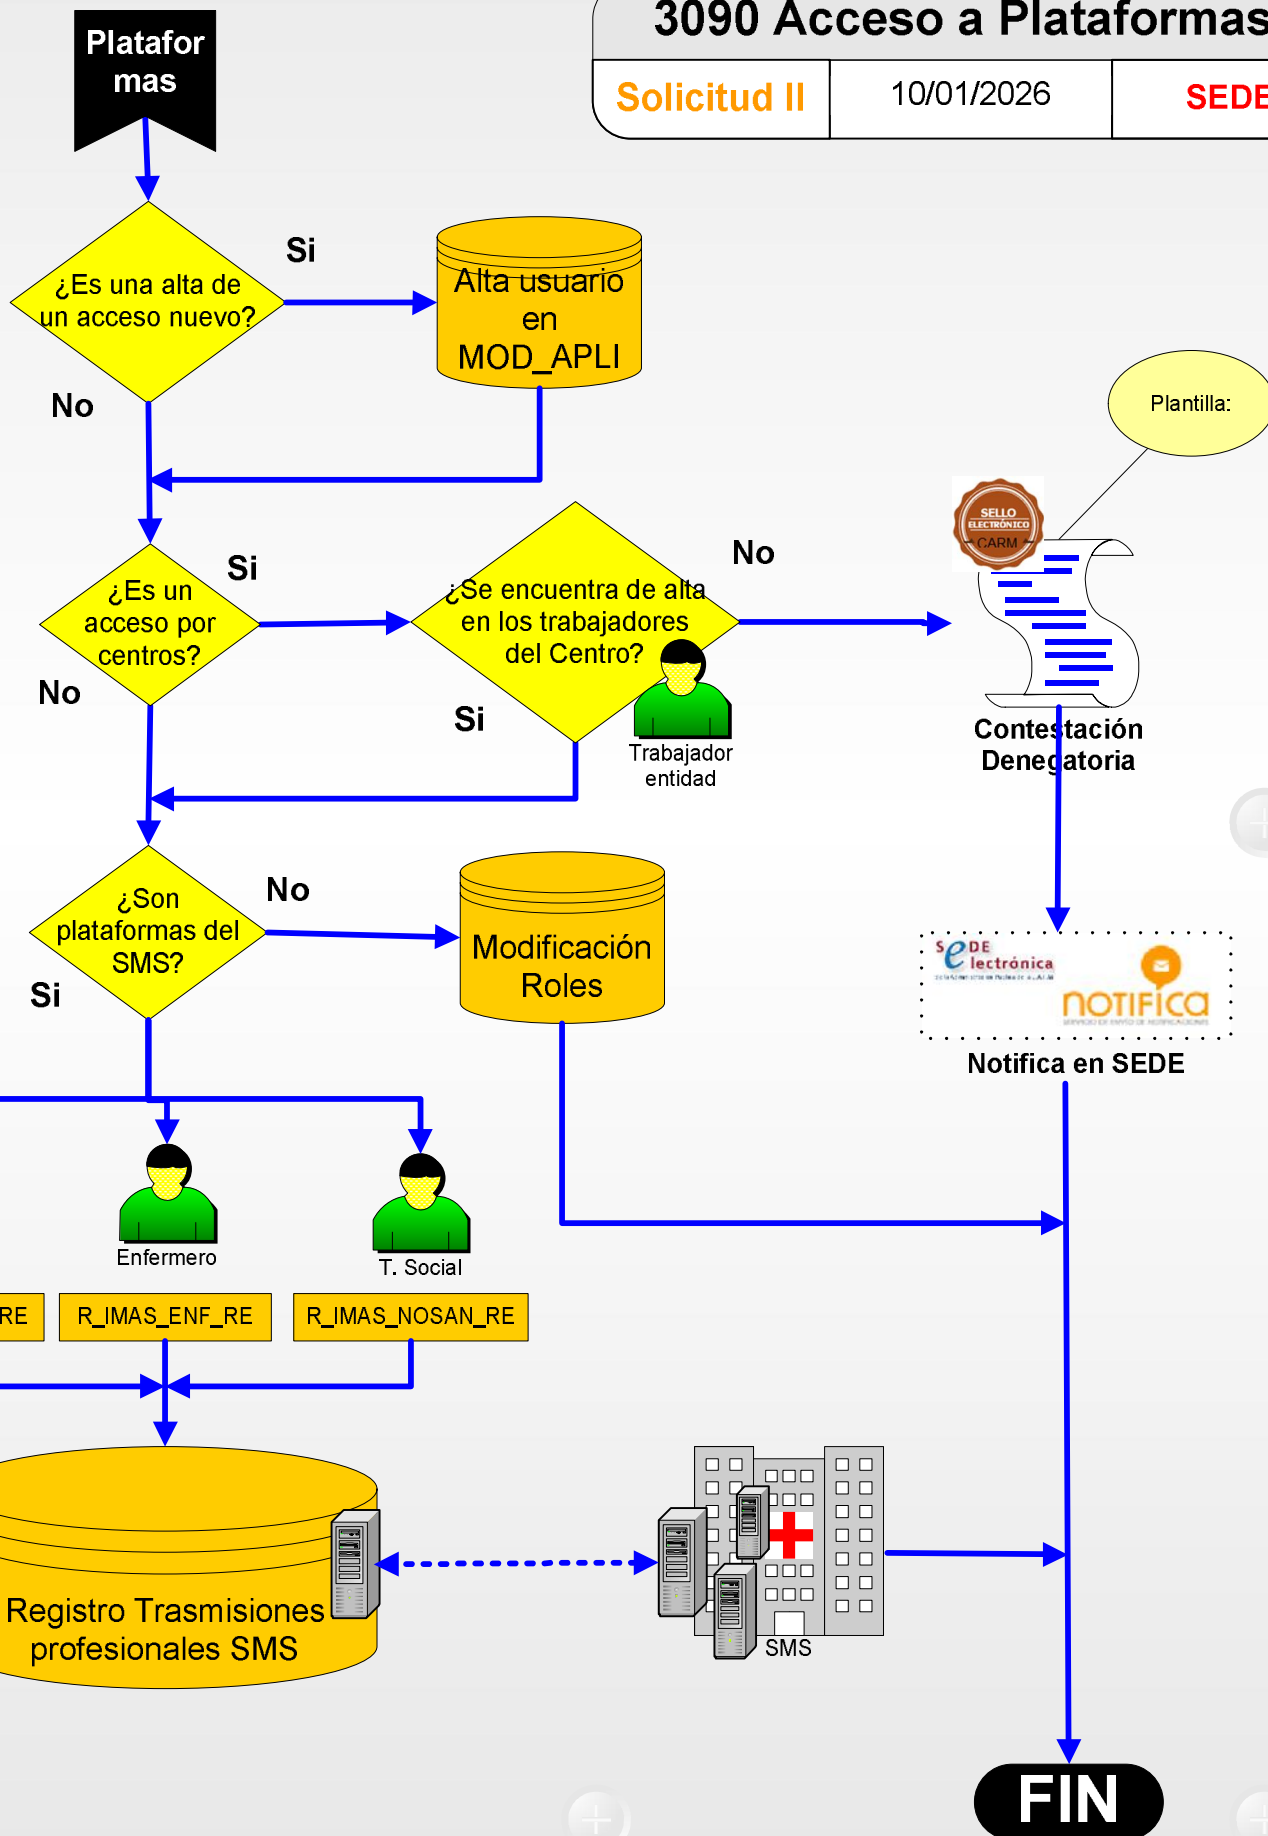 Platafor
mas
3090 Acceso a Plataformas
Solicitud II
10/01/2026
SEDE
¿Es una alta de
un acceso nuevo?
Si
No
Alta usuario
en
MOD_APLI
Plantilla:
¿Es un
acceso por
centros?
Si
No
¿Se encuentra de alta
en los trabajadores
del Centro?
No
Si
Trabajador
entidad
SELLO
ELECTRÓNICO
CARM
Contestación
Denegatoria
¿Son
plataformas del
SMS?
No
Si
Modificación
Roles
SeDE
electrónica
notifica
Notifica en SEDE
Enfermero
T. Social
RE
R_IMAS_ENF_RE
R_IMAS_NOSAN_RE
Registro Trasmisiones
profesionales SMS
SMS
FIN